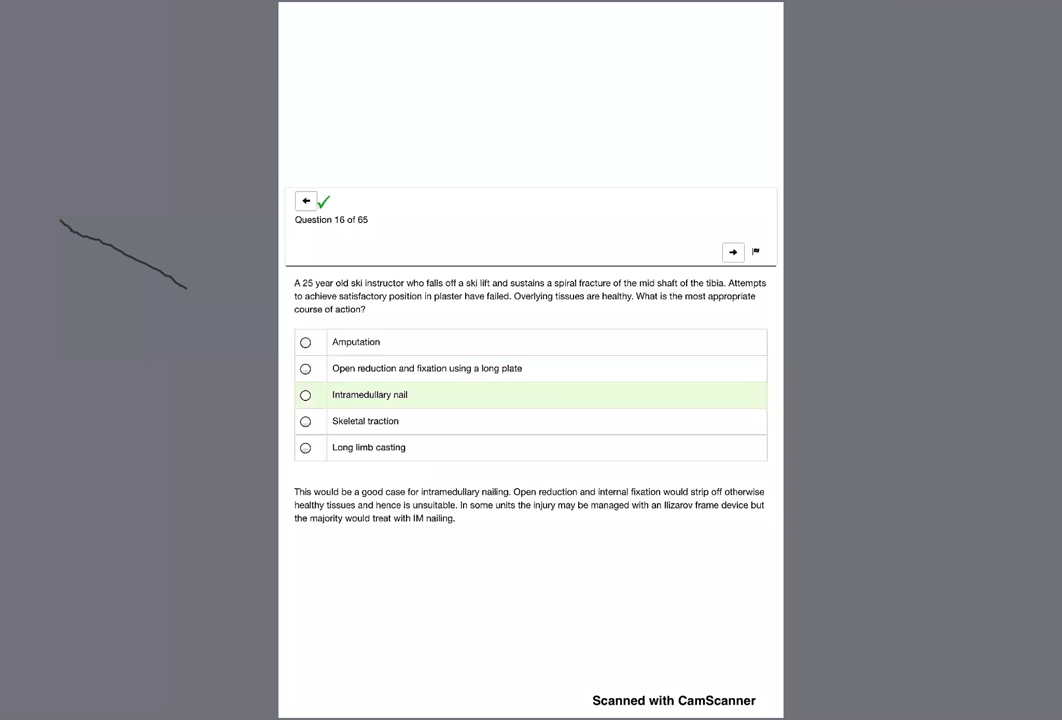 Question 16 of 65
A 25 year old ski instructor who falls off a ski lift and sustains a spiral fracture of the mid shaft of the tibia. Attempts
to achieve satisfactory position in plaster have failed. Overlying tissues are healthy. What is the most appropriate
course of action?
Amputation
Open reduction and fixation using a long plate
Intramedullary nail
Skeletal traction
Long limb casting
This would be a good case for intramedullary nailing. Open reduction and internal fixation would strip off otherwise
healthy tissues and hence is unsuitable. In some units the injury may be managed with an Ilizarov frame device but
the majority would treat with IM nailing.
Scanned with CamScanner